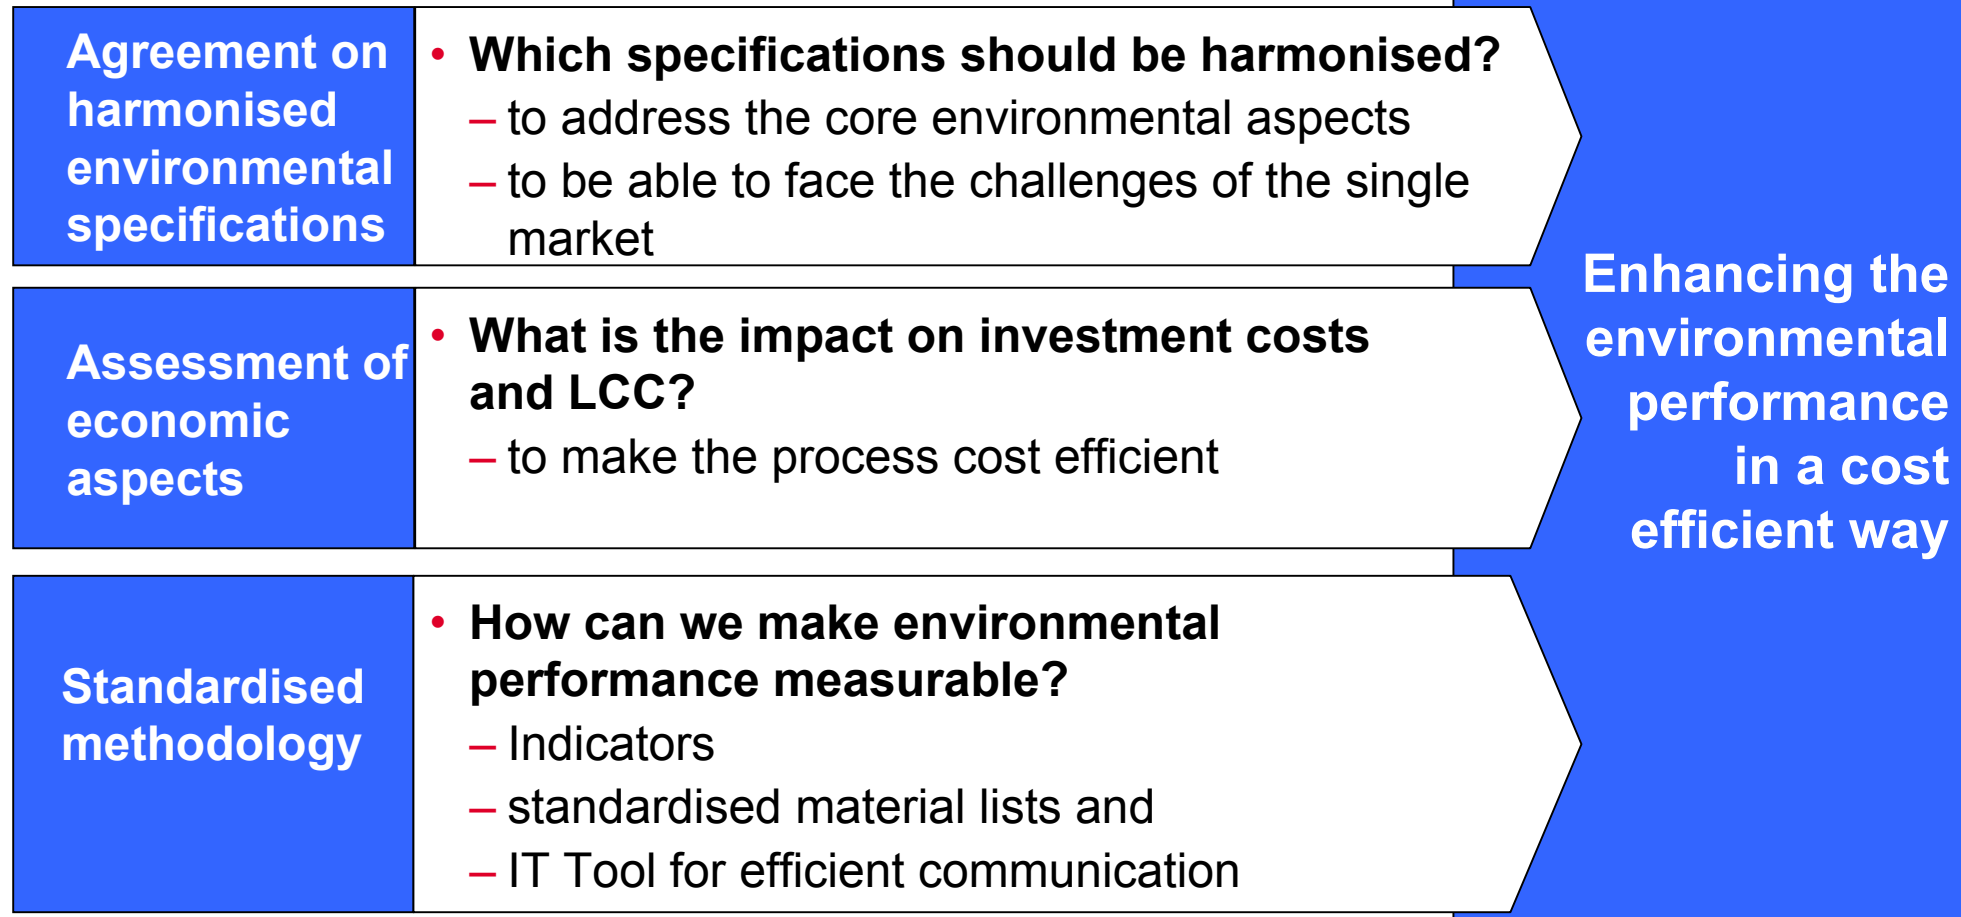 Agreement on
harmonised
environmental
specifications
• Which specifications should be harmonised?
– to address the core environmental aspects
– to be able to face the challenges of the single
market
Assessment of
economic
aspects
• What is the impact on investment costs
and LCC?
– to make the process cost efficient
Standardised
methodology
• How can we make environmental
performance measurable?
– Indicators
– standardised material lists and
– IT Tool for efficient communication
Enhancing the
environmental
performance
in a cost
efficient way